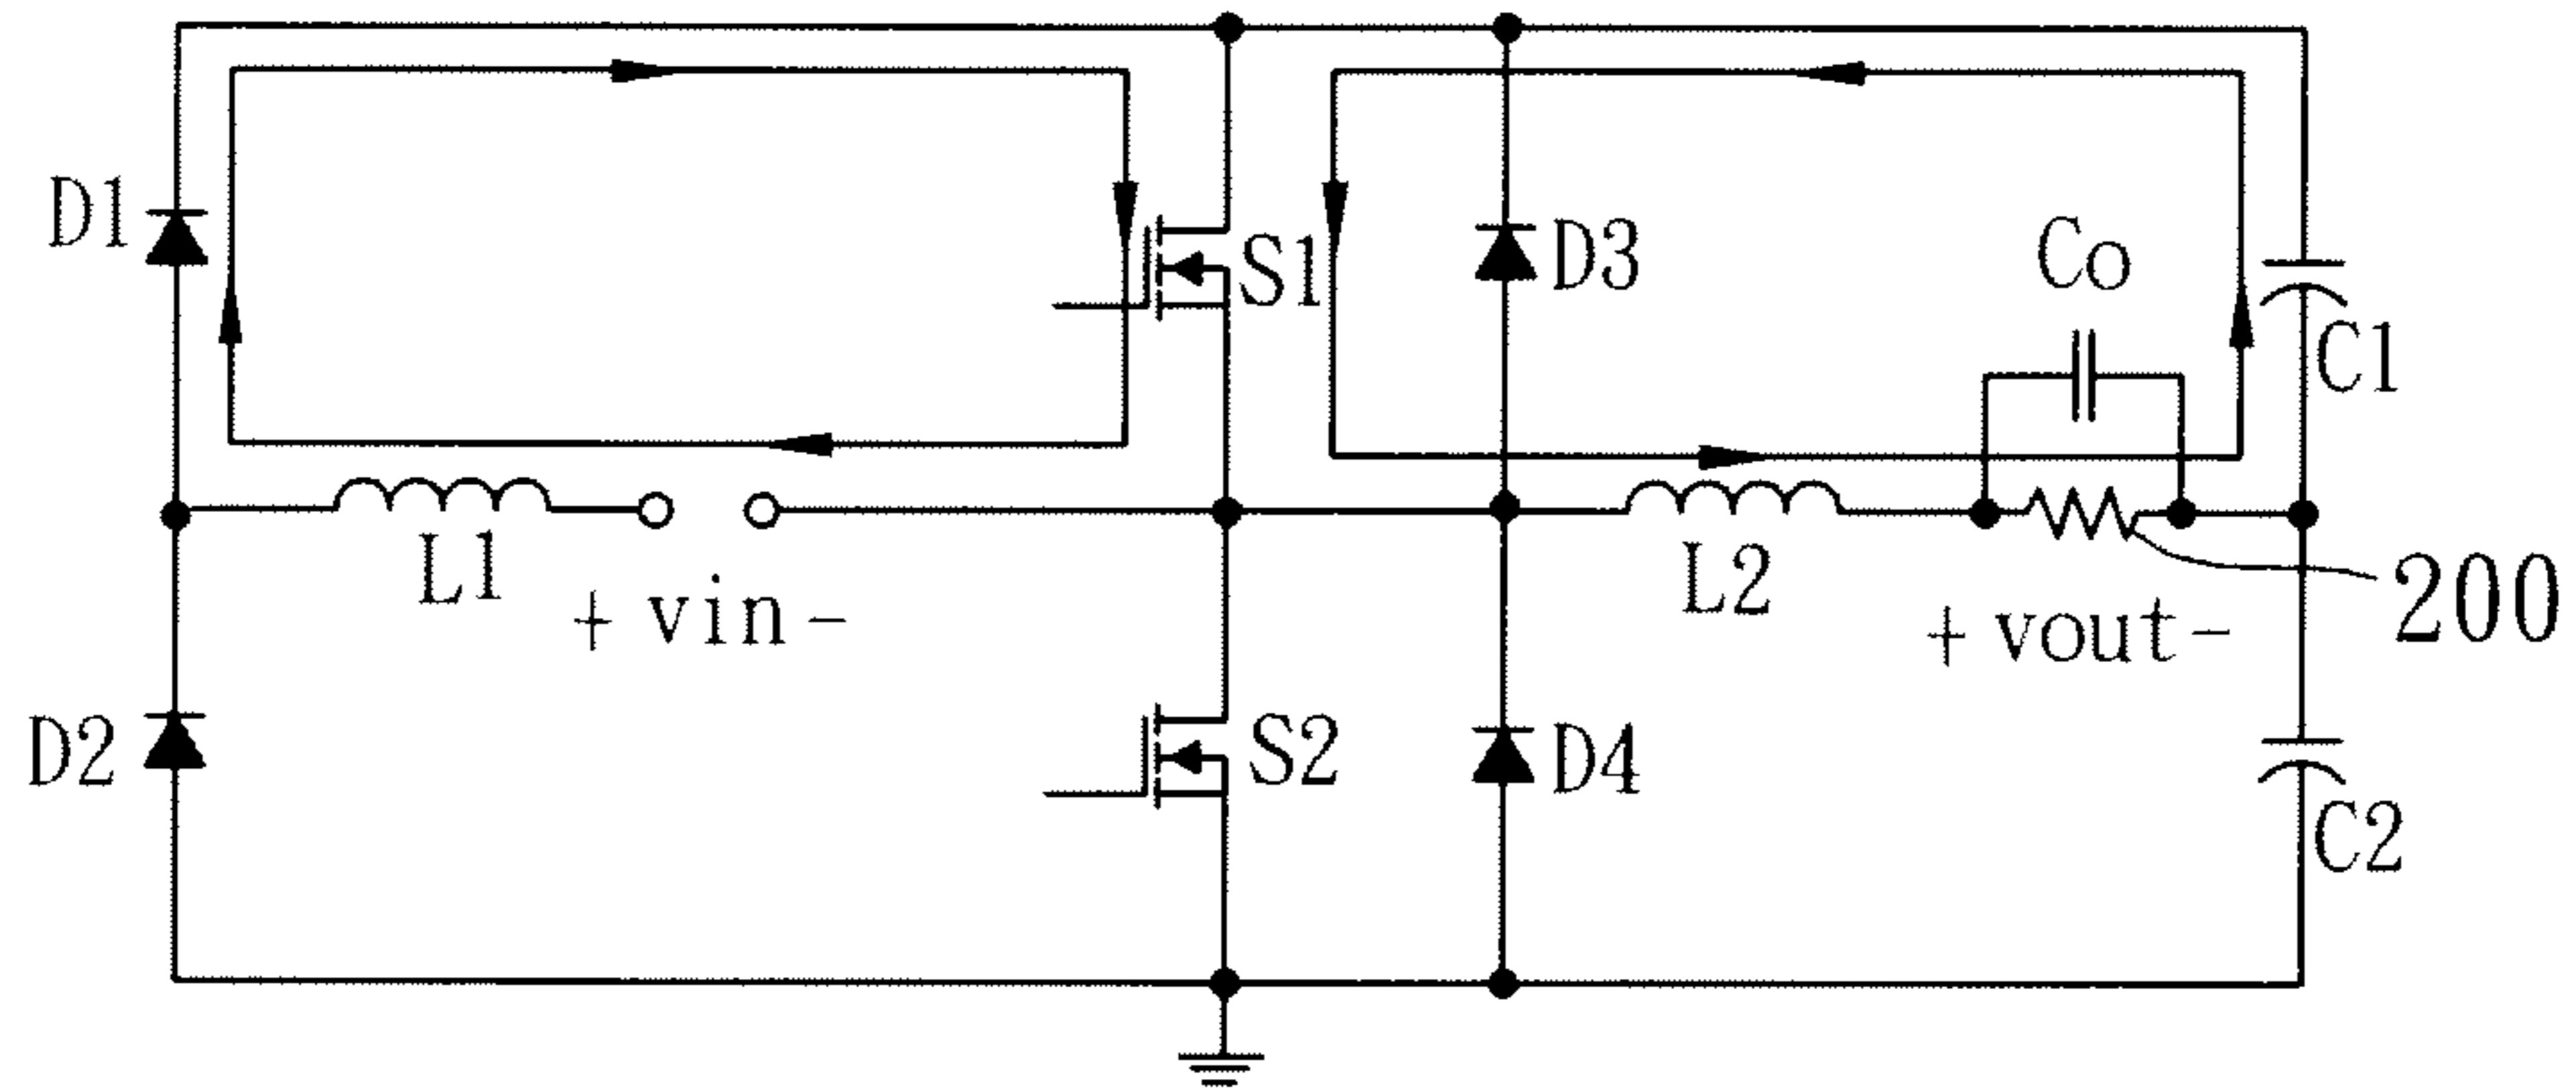 D1
S1
D3
Co
C1
L1
+ vin -
L2
+ vout -
200
D2
S2
D4
C2